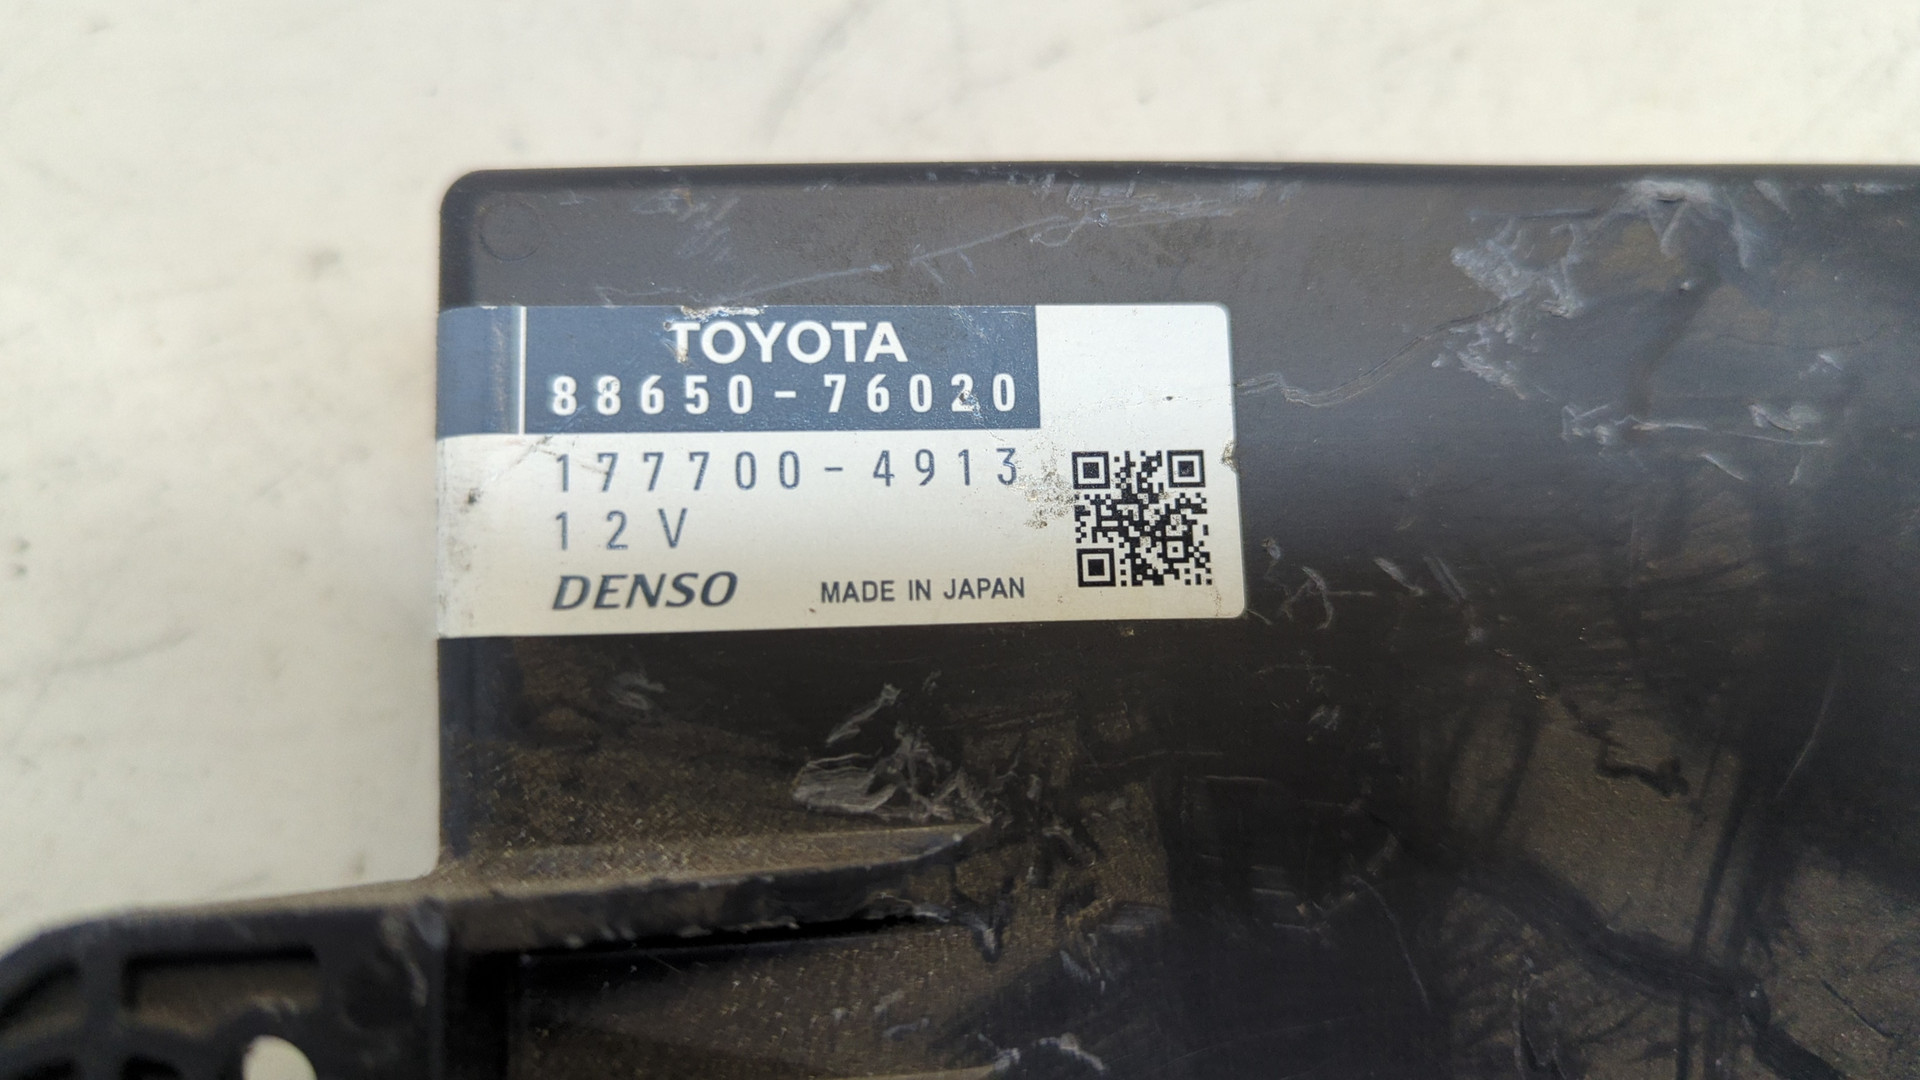 TOYOTA
88650-76020
177700-4913
12V
DENSO MADE IN JAPAN